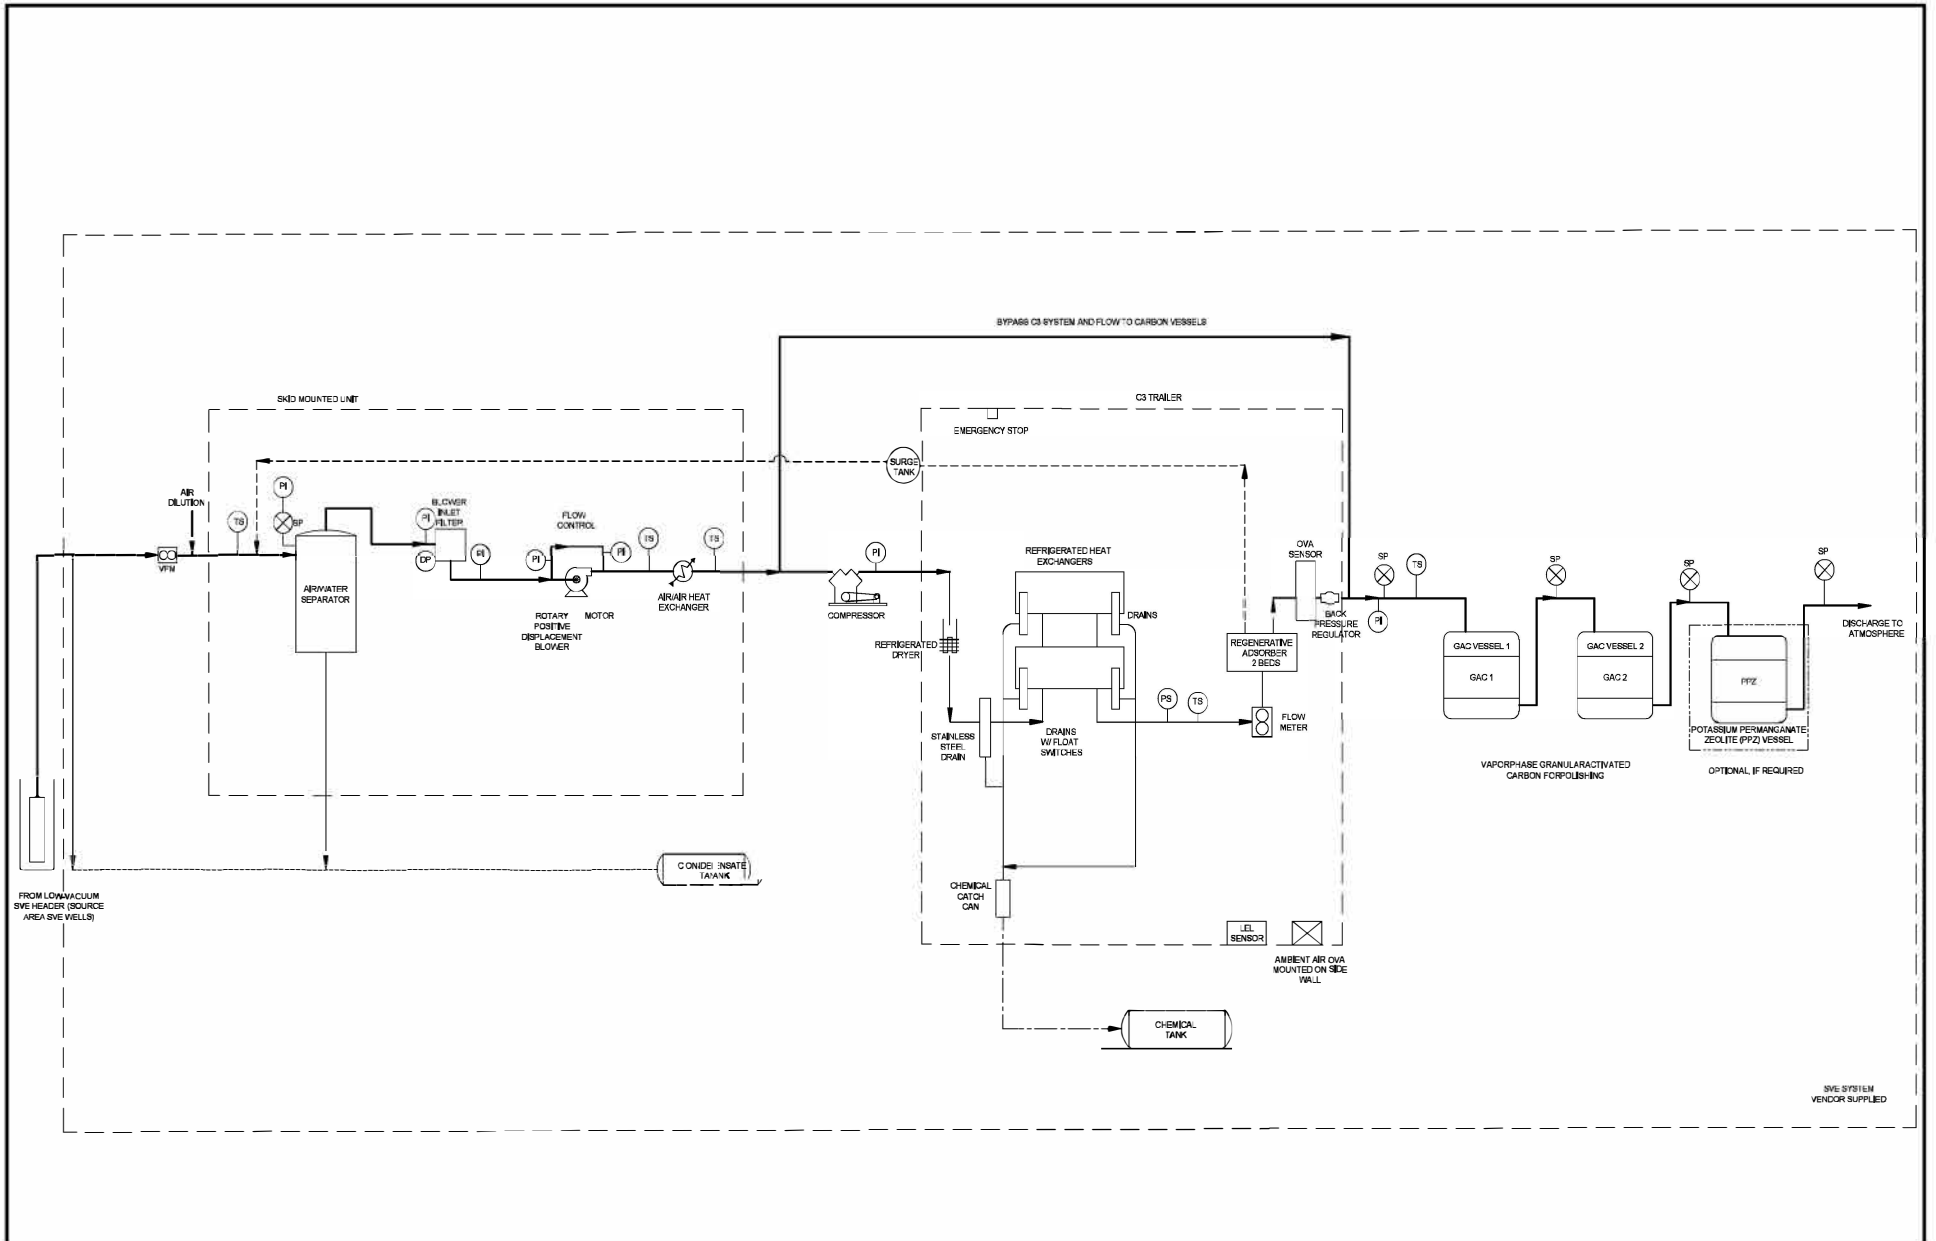 BYPASS C3 SYSTEM AND FLOW TO CARBON VESSELS
SKID MOUNTED UNIT
C3 TRAILER
EMERGENCY STOP
SURGE
TANK
AIR
DILUTION
TS
PI
SP
VFM
AIR/WATER
SEPARATOR
BLOWER
INLET
FILTER
PI
DP
PI
FLOW
CONTROL
PI
PI
TS
TS
ROTARY
POSITIVE
DISPLACEMENT
BLOWER
MOTOR
AIR/AIR HEAT
EXCHANGER
PI
COMPRESSOR
REFRIGERATED
DRYER
REFRIGERATED HEAT
EXCHANGERS
DRAINS
STAINLESS
STEEL
DRAIN
DRAINS
W/ FLOAT
SWITCHES
PS
TS
FLOW
METER
REGENERATIVE
ADSORBER
2 BEDS
OVA
SENSOR
BACK
PRESSURE
REGULATOR
SP
PI
TS
SP
SP
SP
GAC VESSEL 1
GAC 1
GAC VESSEL 2
GAC 2
PPZ
POTASSIUM PERMANGANATE
ZEOLITE (PPZ) VESSEL
OPTIONAL, IF REQUIRED
VAPORPHASE GRANULARACTIVATED
CARBON FORPOLISHING
DISCHARGE TO
ATMOSPHERE
FROM LOW-VACUUM
SVE HEADER (SOURCE
AREA SVE WELLS)
CHEMICAL
CATCH
CAN
LEL
SENSOR
AMBIENT AIR OVA
MOUNTED ON SIDE
WALL
CHEMICAL
TANK
SVE SYSTEM
VENDOR SUPPLIED